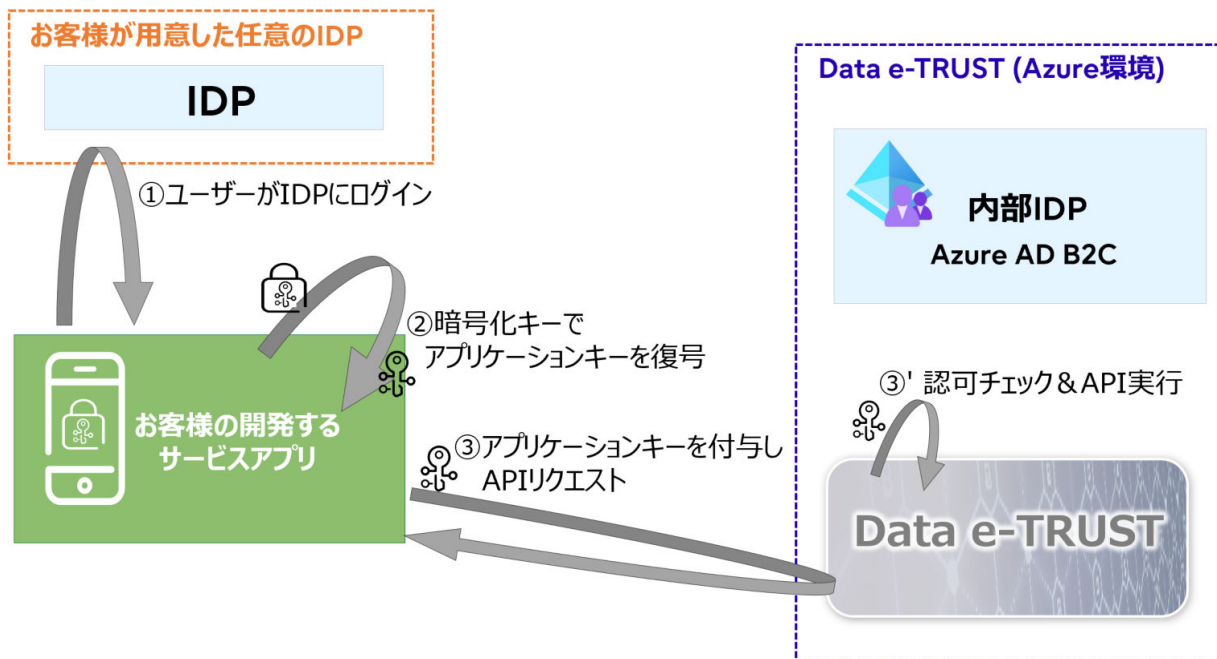 お客様が用意した任意のIDP
IDP
①ユーザーがIDPにログイン
②暗号化キーで
アプリケーションキーを復号
お客様の開発する
サービスアプリ
③アプリケーションキーを付与し
APIリクエスト
Data e-TRUST (Azure環境)
内部IDP
Azure AD B2C
③' 認可チェック＆API実行
Data e-TRUST